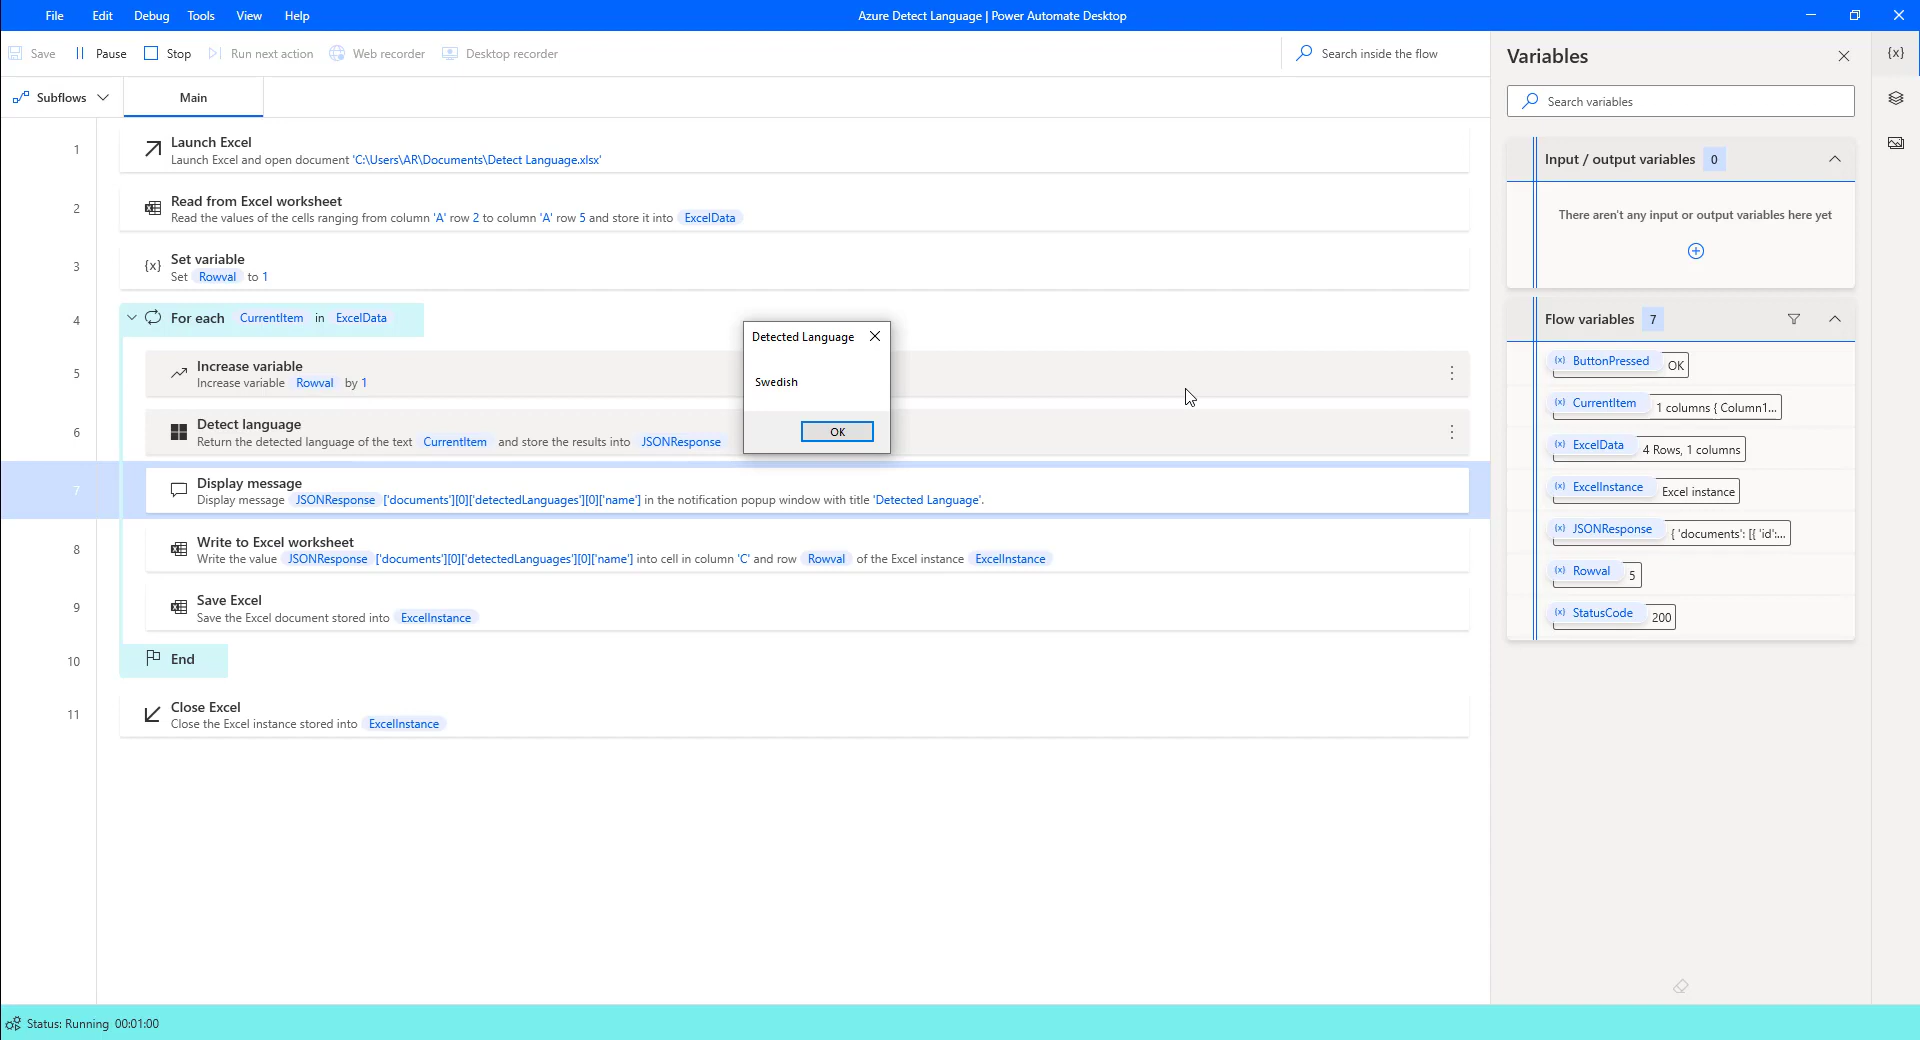 File Edit Debug Tools View Help Azure Detect Language | Power Automate Desktop
Save Pause Stop Run next action Web recorder Desktop recorder Search inside the flow
Subflows Main
1 Launch Excel
Launch Excel and open document 'C:\Users\AR\Documents\Detect Language.xlsx'
2 Read from Excel worksheet
Read the values of the cells ranging from column 'A' row 2 to column 'A' row 5 and store it into ExcelData
3 {x} Set variable
Set Rowval to 1
4 For each CurrentItem in ExcelData
5 Increase variable
Increase variable Rowval by 1
6 Detect language
Return the detected language of the text CurrentItem and store the results into JSONResponse
7 Display message
Display message JSONResponse ['documents'][0]['detectedLanguages'][0]['name'] in the notification popup window with title 'Detected Language'.
8 Write to Excel worksheet
Write the value JSONResponse ['documents'][0]['detectedLanguages'][0]['name'] into cell in column 'C' and row Rowval of the Excel instance ExcelInstance
9 Save Excel
Save the Excel document stored into ExcelInstance
10 End
11 Close Excel
Close the Excel instance stored into ExcelInstance
Detected Language
Swedish
OK
Variables
{x}
Search variables
Input / output variables 0
There aren't any input or output variables here yet
Flow variables 7
(x) ButtonPressed OK
(x) CurrentItem 1 columns { Column1...
(x) ExcelData 4 Rows, 1 columns
(x) ExcelInstance Excel instance
(x) JSONResponse { 'documents': [{ 'id':...
(x) Rowval 5
(x) StatusCode 200
Status: Running 00:01:00